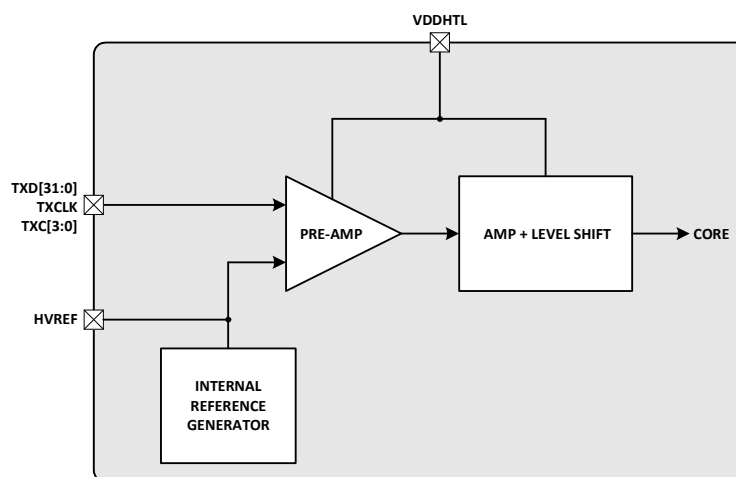 VDDHTL
TXD[31:0]
TXCLK
TXC[3:0]
PRE-AMP
AMP + LEVEL SHIFT
CORE
HVREF
INTERNAL
REFERENCE
GENERATOR